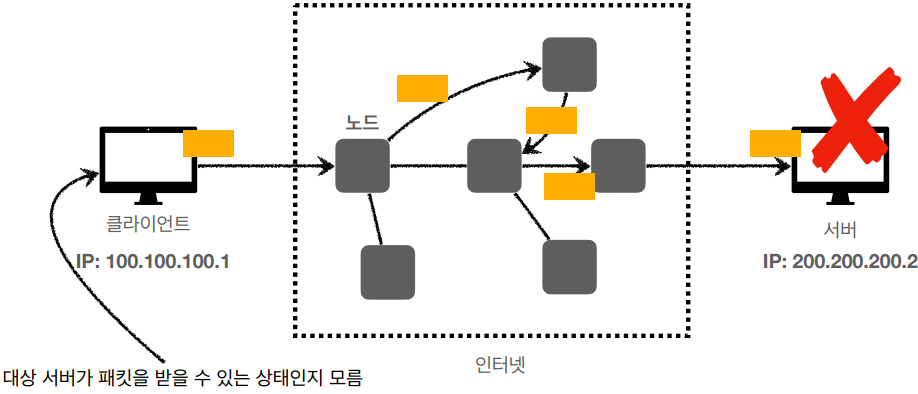 노드
클라이언트
IP: 100.100.100.1
서버
IP: 200.200.200.2
인터넷
대상 서버가 패킷을 받을 수 있는 상태인지 모름